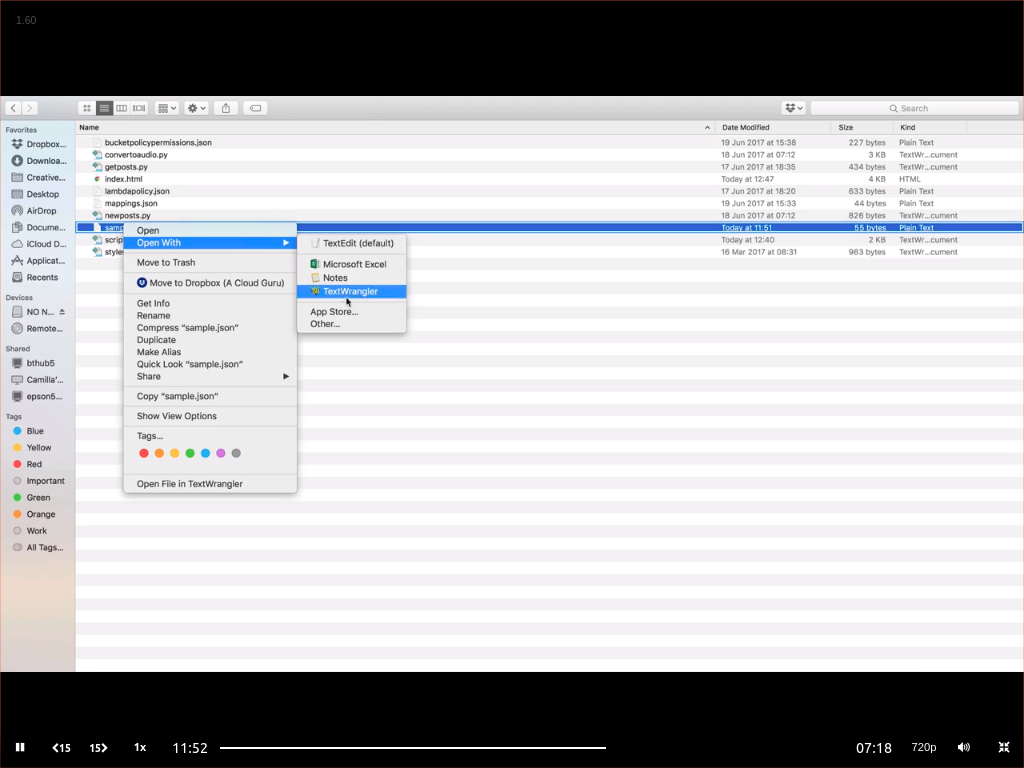 1.60
Search
Favorites
Dropbox...
Downloa...
Creative...
Desktop
AirDrop
Docume...
iCloud D...
Applicat...
Recents
Devices
NO N...
Remote...
Shared
bthub5
Camilla'...
epson5...
Tags
Blue
Yellow
Red
Important
Green
Orange
Work
All Tags...
Name Date Modified Size Kind
bucketpolicypermissions.json 19 Jun 2017 at 15:38 227 bytes Plain Text
convertoaudio.py 18 Jun 2017 at 07:12 3 KB TextWr...cument
getposts.py 17 Jun 2017 at 18:35 434 bytes TextWr...cument
index.html Today at 12:47 4 KB HTML
lambdapolicy.json 17 Jun 2017 at 18:20 633 bytes Plain Text
mappings.json 19 Jun 2017 at 15:33 44 bytes Plain Text
newposts.py 18 Jun 2017 at 07:12 826 bytes TextWr...cument
samp Today at 11:51 55 bytes Plain Text
scrip Today at 12:40 2 KB TextWr...cument
style 16 Mar 2017 at 08:31 963 bytes TextWr...cument
Open
Open With
Move to Trash
Move to Dropbox (A Cloud Guru)
Get Info
Rename
Compress “sample.json”
Duplicate
Make Alias
Quick Look “sample.json”
Share
Copy “sample.json”
Show View Options
Tags...
Open File in TextWrangler
TextEdit (default)
Microsoft Excel
Notes
TextWrangler
App Store...
Other...
15 15 1x 11:52 07:18 720p